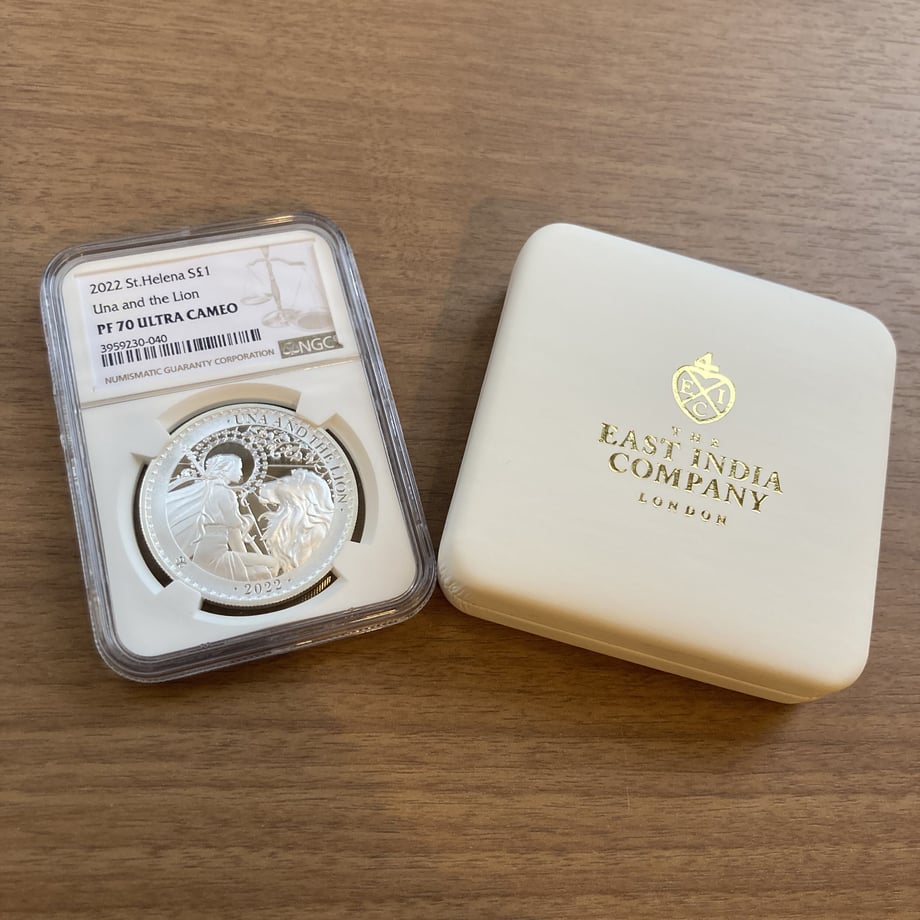 2022 St.Helena S£1
Una and the Lion
PF 70 ULTRA CAMEO
3959230-040
NGC
NUMISMATIC GUARANTY CORPORATION
· UNA AND THE LION ·
· 2022 ·
E I C
THE
EAST INDIA
COMPANY
LONDON